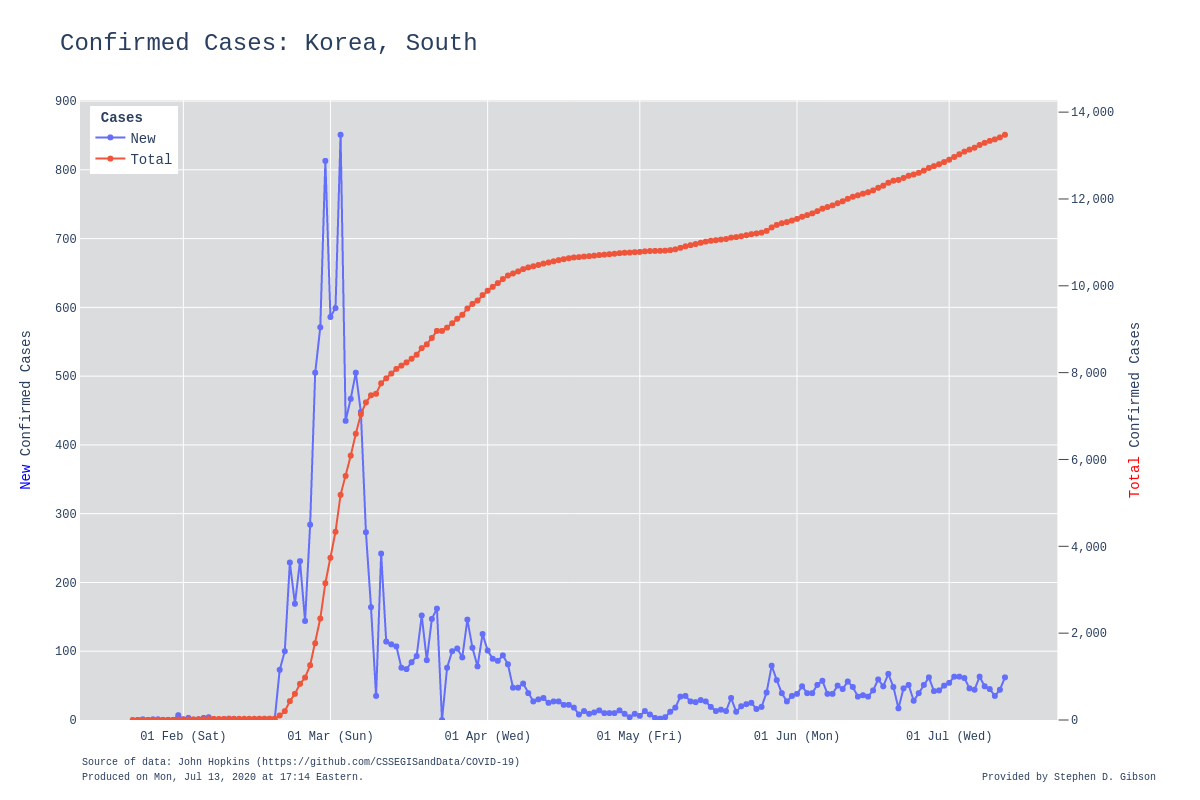 Confirmed Cases: Korea, South
Cases
New
Total
900
800
700
600
500
400
300
200
100
0
New Confirmed Cases
14,000
12,000
10,000
8,000
6,000
4,000
2,000
0
Total Confirmed Cases
01 Feb (Sat)
01 Mar (Sun)
01 Apr (Wed)
01 May (Fri)
01 Jun (Mon)
01 Jul (Wed)
Source of data: John Hopkins (https://github.com/CSSEGISandData/COVID-19)
Produced on Mon, Jul 13, 2020 at 17:14 Eastern.
Provided by Stephen D. Gibson